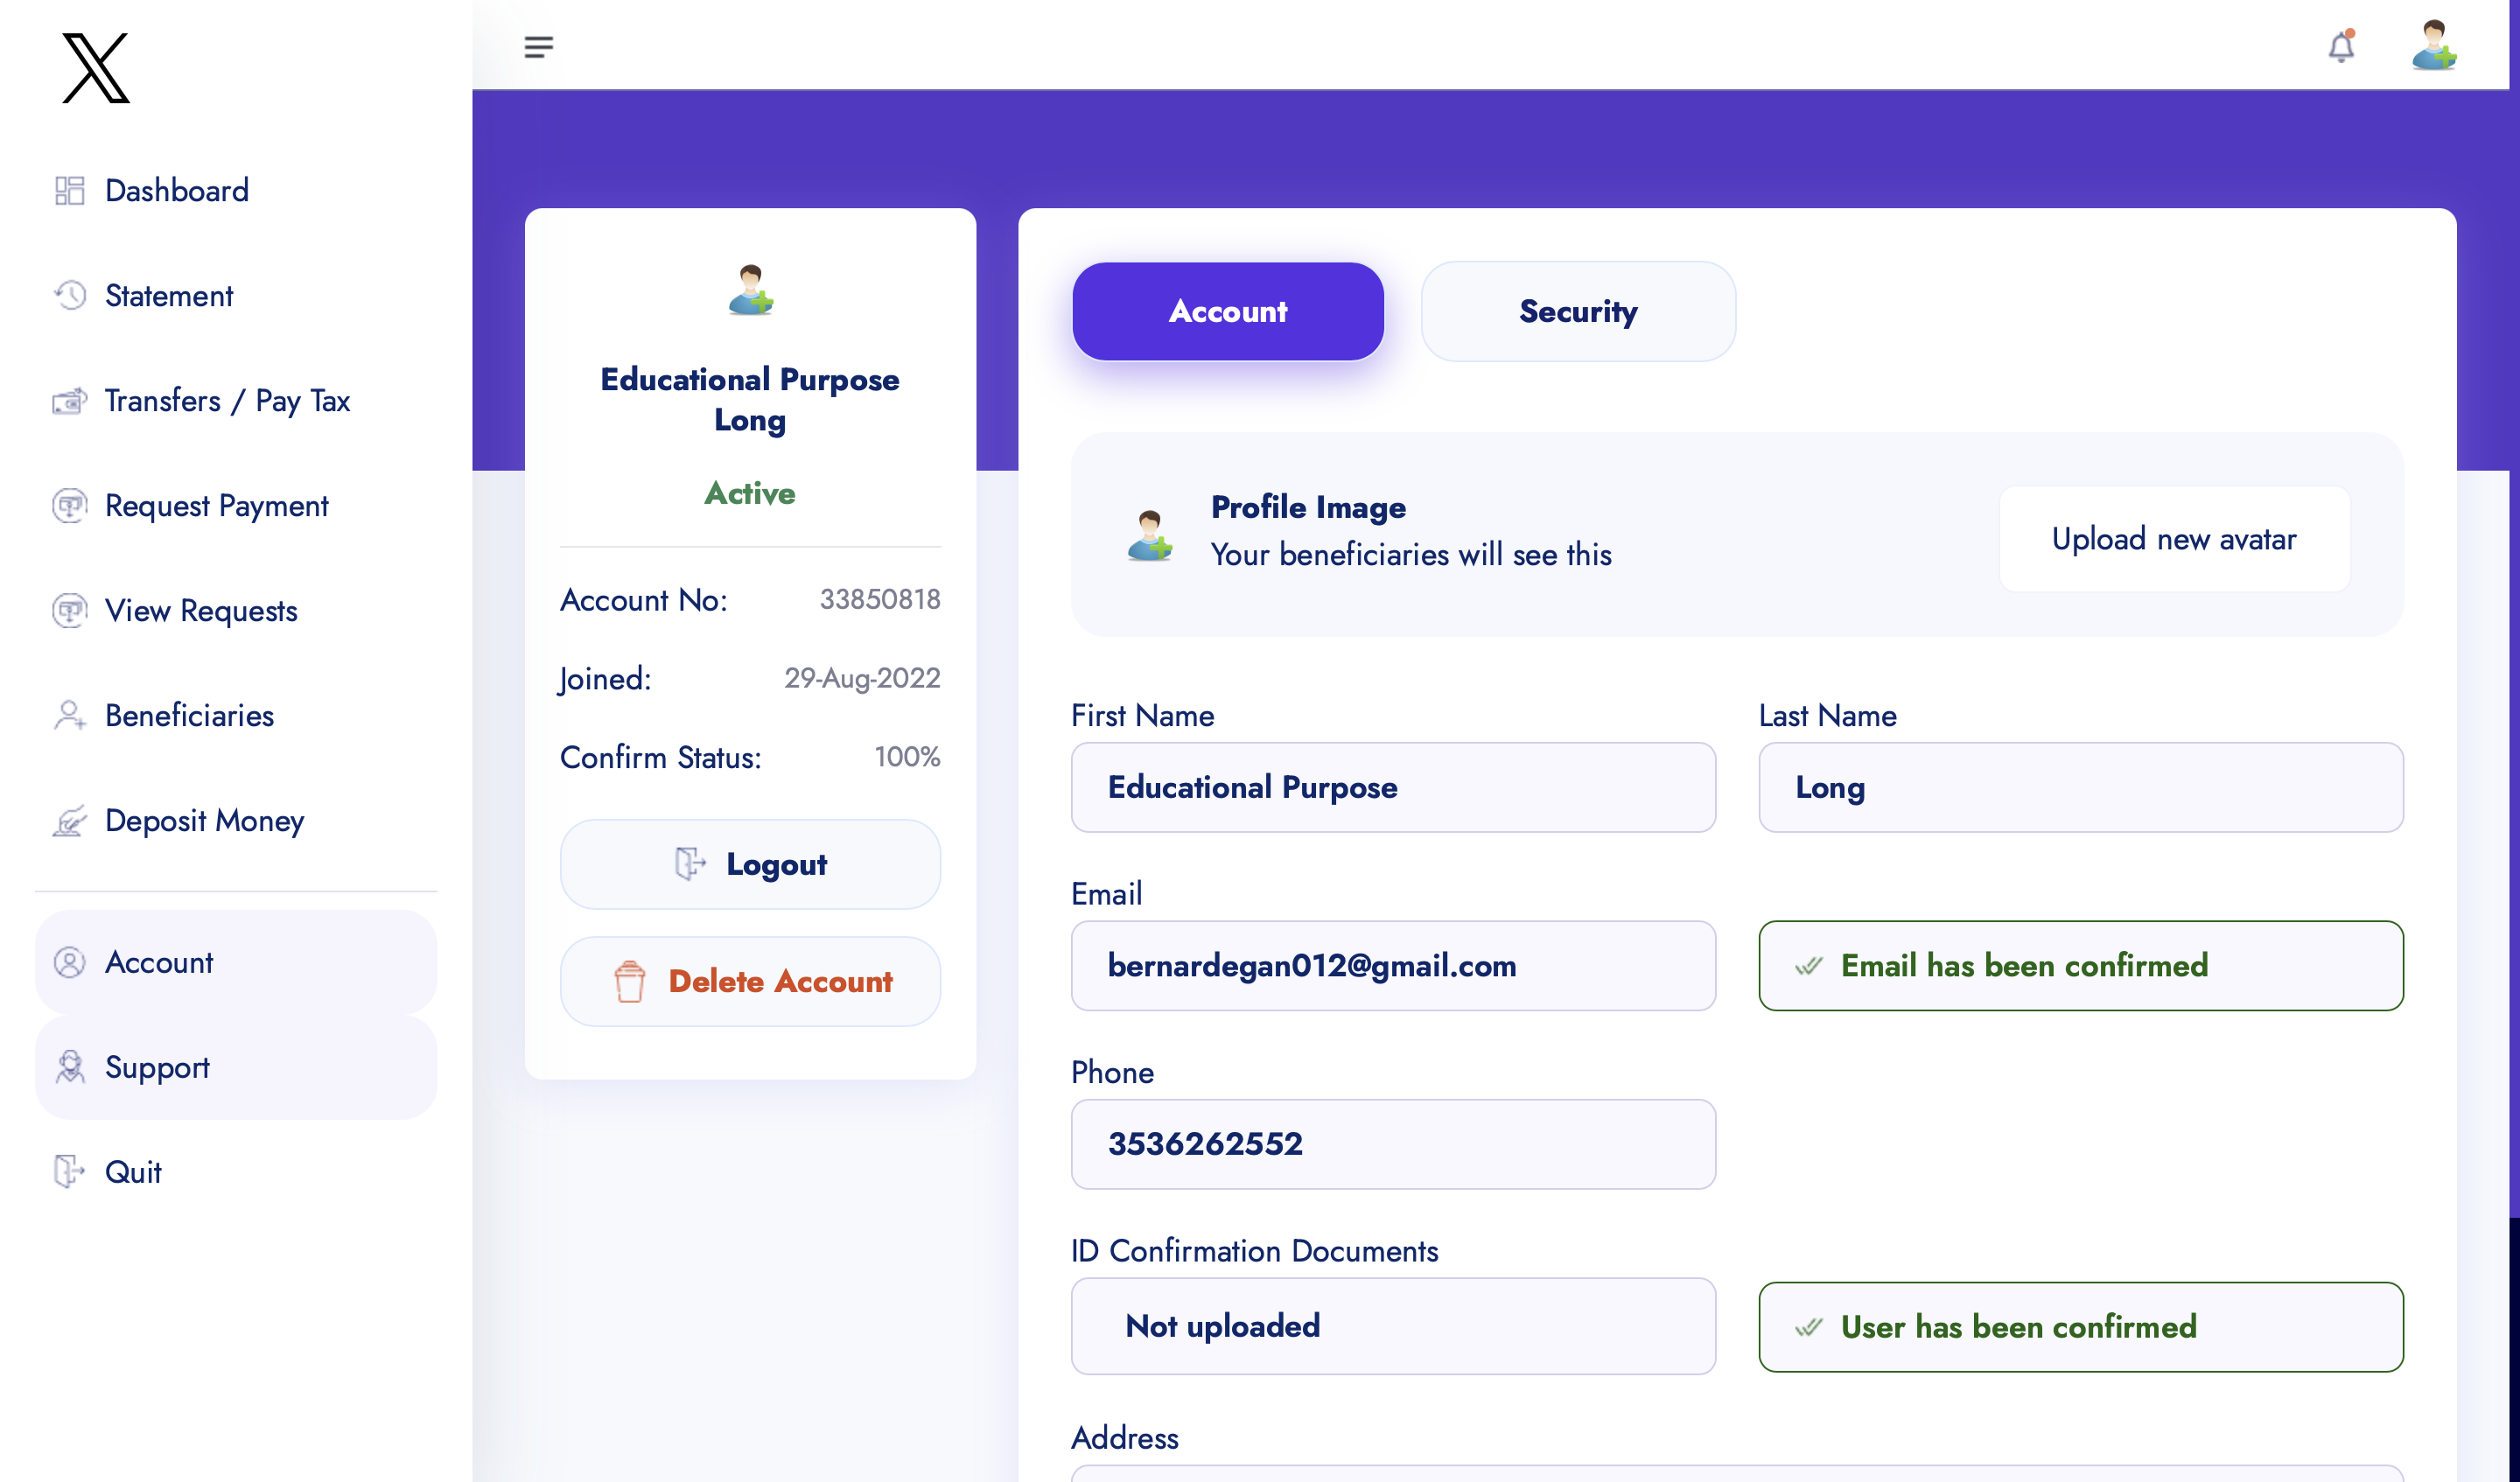 Dashboard
Statement
Transfers / Pay Tax
Request Payment
View Requests
Beneficiaries
Deposit Money
Account
Support
Quit
Educational Purpose
Long
Active
Account No: 33850818
Joined: 29-Aug-2022
Confirm Status: 100%
Logout
Delete Account
Account Security
Profile Image
Your beneficiaries will see this
Upload new avatar
First Name Last Name
Educational Purpose Long
Email
bernardegan012@gmail.com Email has been confirmed
Phone
3536262552
ID Confirmation Documents
Not uploaded User has been confirmed
Address